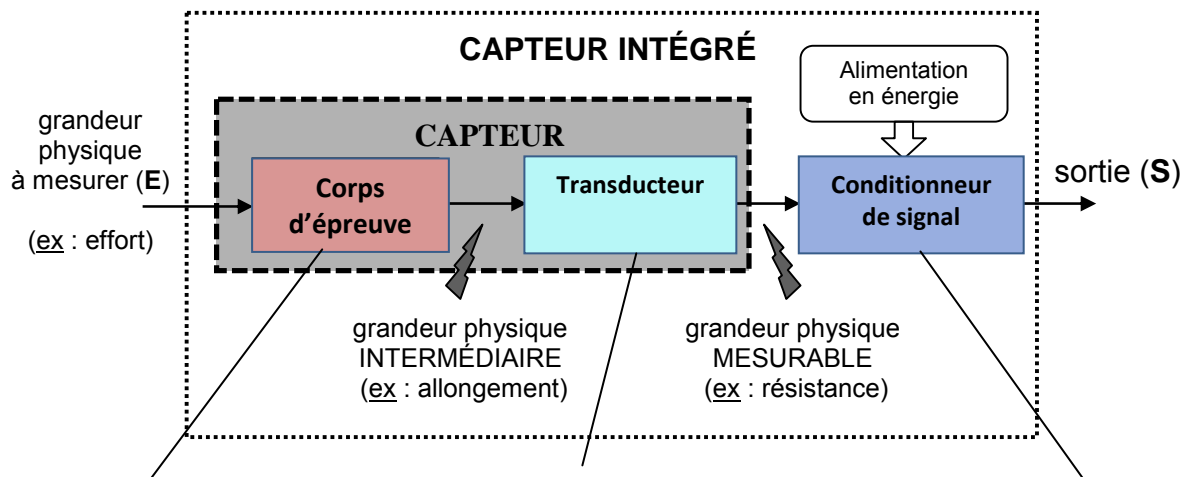 CAPTEUR INTÉGRÉ
Alimentation
en énergie
grandeur
physique
à mesurer (E)
(ex : effort)
CAPTEUR
Corps
d’épreuve
Transducteur
Conditionneur
de signal
sortie (S)
grandeur physique
INTERMÉDIAIRE
(ex : allongement)
grandeur physique
MESURABLE
(ex : résistance)